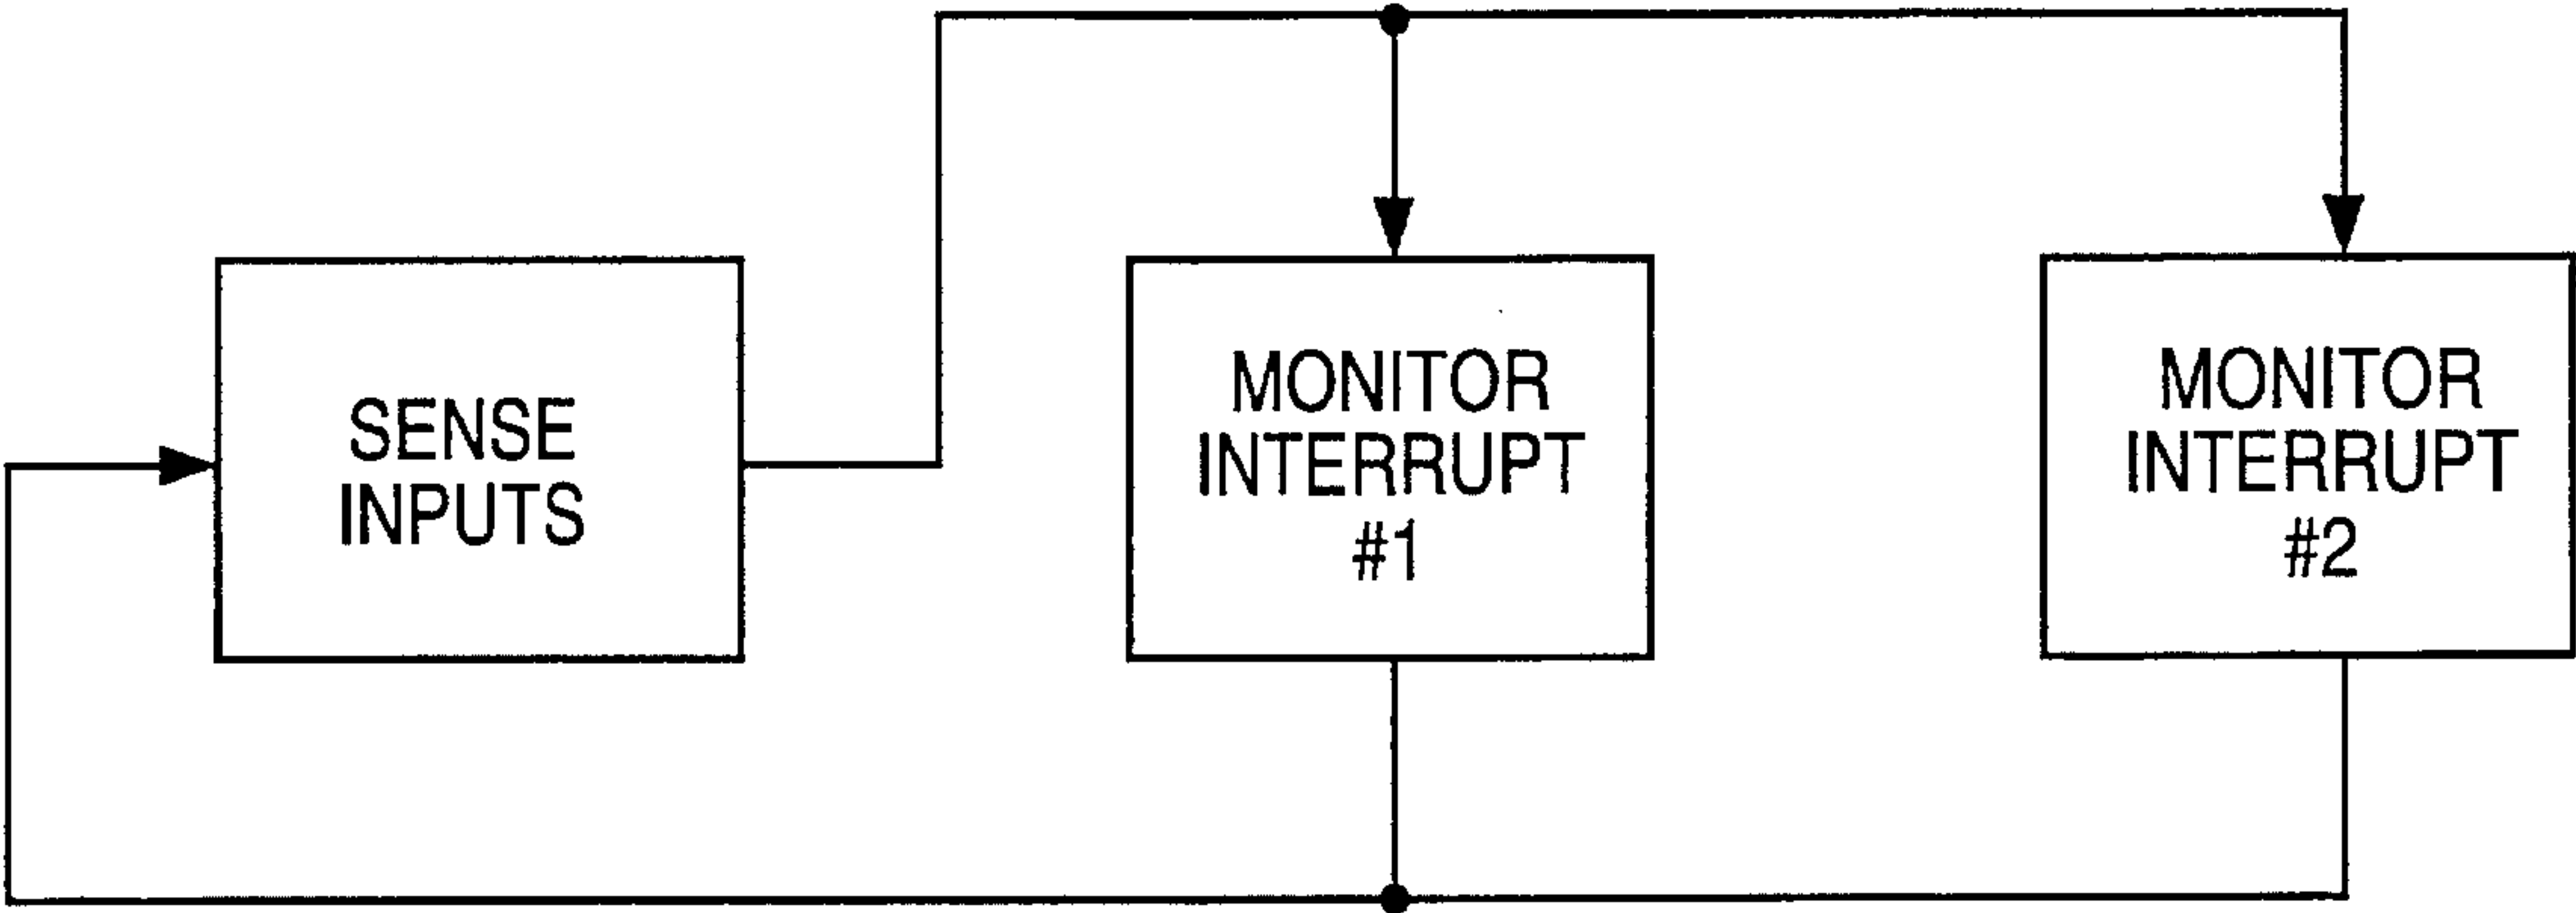 SENSE
INPUTS
MONITOR
INTERRUPT
#1
MONITOR
INTERRUPT
#2